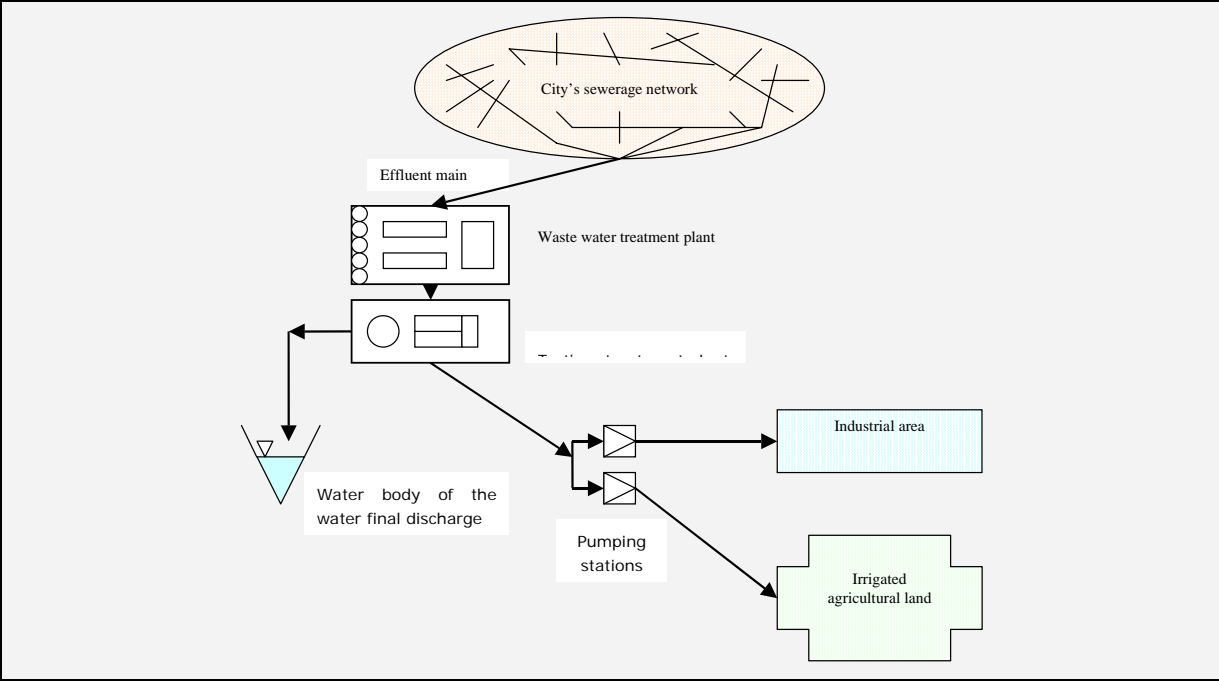 City's sewerage network
Effluent main
Waste water treatment plant
Industrial area
Water body of the
water final discharge
Pumping
stations
Irrigated
agricultural land